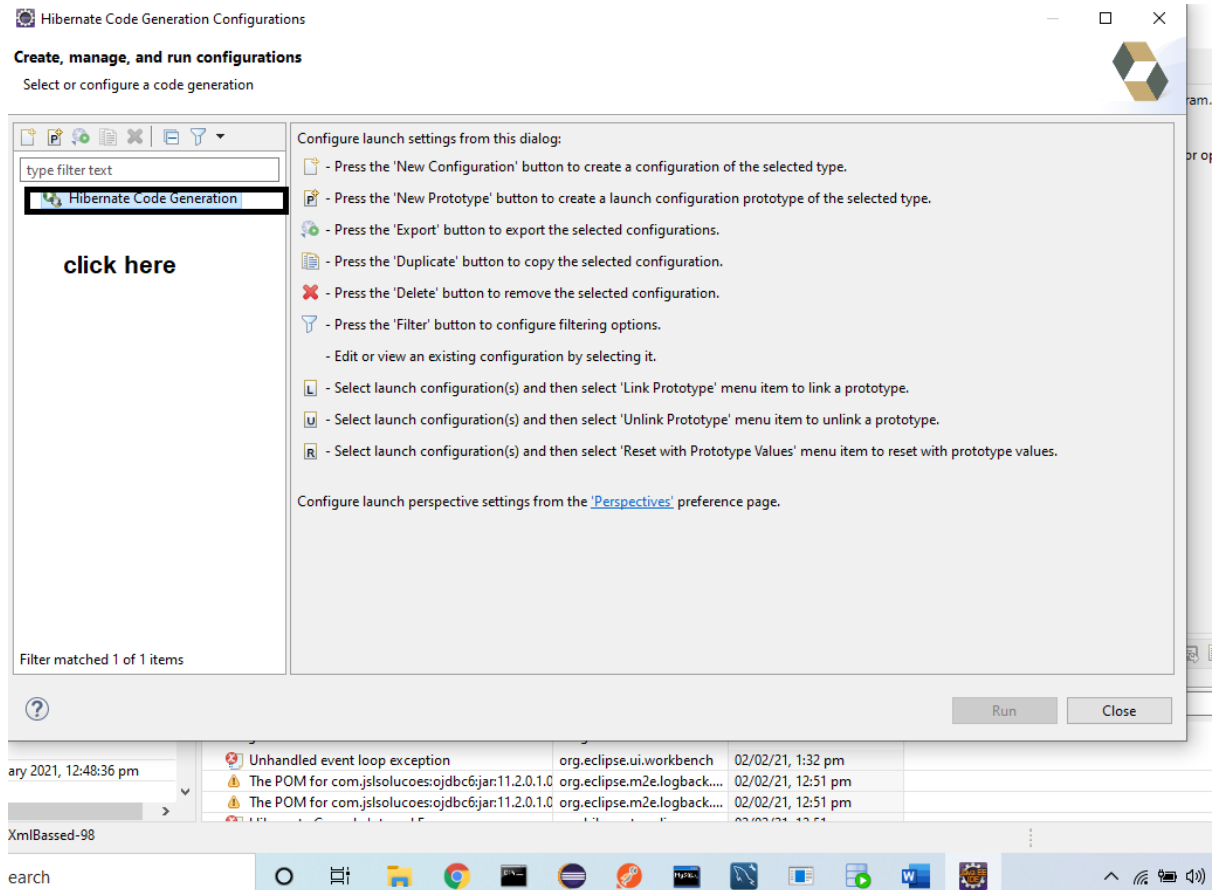 Hibernate Code Generation Configurations
Create, manage, and run configurations
Select or configure a code generation
type filter text
Hibernate Code Generation
click here
Filter matched 1 of 1 items
Configure launch settings from this dialog:
- Press the 'New Configuration' button to create a configuration of the selected type.
P - Press the 'New Prototype' button to create a launch configuration prototype of the selected type.
- Press the 'Export' button to export the selected configurations.
- Press the 'Duplicate' button to copy the selected configuration.
- Press the 'Delete' button to remove the selected configuration.
- Press the 'Filter' button to configure filtering options.
- Edit or view an existing configuration by selecting it.
L - Select launch configuration(s) and then select 'Link Prototype' menu item to link a prototype.
U - Select launch configuration(s) and then select 'Unlink Prototype' menu item to unlink a prototype.
R - Select launch configuration(s) and then select 'Reset with Prototype Values' menu item to reset with prototype values.
Configure launch perspective settings from the 'Perspectives' preference page.
ram.
or op
?
Run Close
ary 2021, 12:48:36 pm
Unhandled event loop exception org.eclipse.ui.workbench 02/02/21, 1:32 pm
The POM for com.jslsolucoes:ojdbc6:jar:11.2.0.1.0 org.eclipse.m2e.logback.... 02/02/21, 12:51 pm
The POM for com.jslsolucoes:ojdbc6:jar:11.2.0.1.0 org.eclipse.m2e.logback.... 02/02/21, 12:51 pm
XmlBassed-98
earch